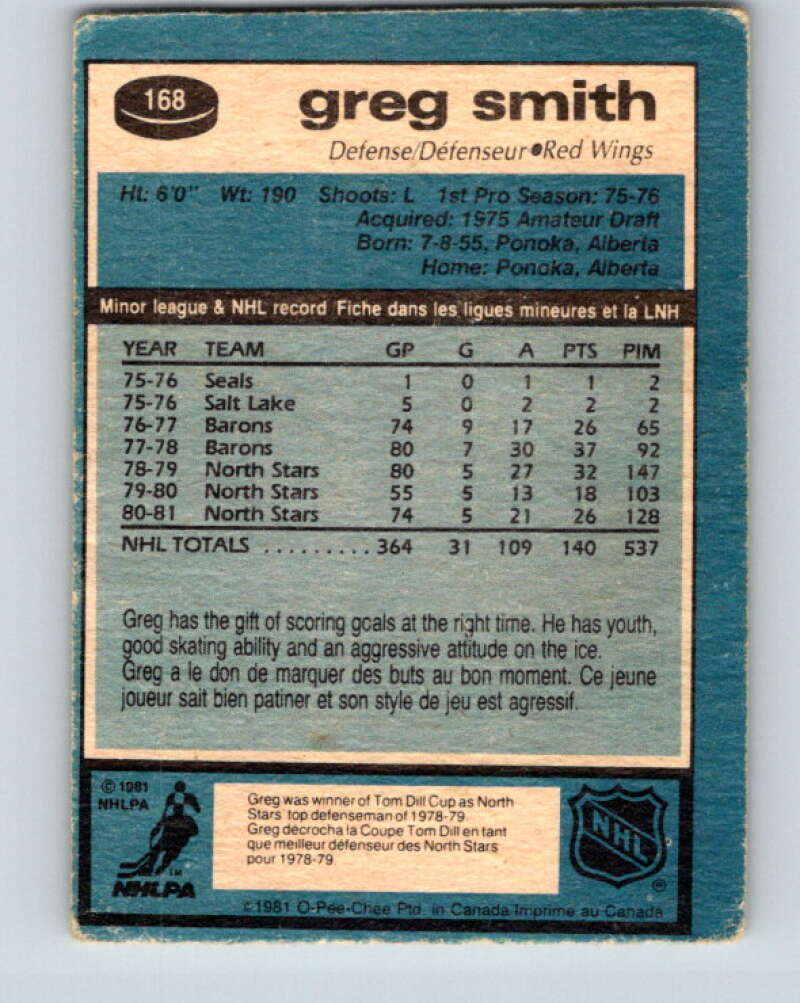 168
greg smith
Defense/Défenseur • Red Wings
Ht: 6'0" Wt: 190 Shoots: L 1st Pro Season: 75-76
Acquired: 1975 Amateur Draft
Born: 7-8-55, Ponoka, Alberta
Home: Ponoka, Alberta
Minor league & NHL record Fiche dans les ligues mineures et la LNH
YEAR TEAM GP G A PTS PIM
75-76 Seals 1 0 1 1 2
75-76 Salt Lake 5 0 2 2 2
76-77 Barons 74 9 17 26 65
77-78 Barons 80 7 30 37 92
78-79 North Stars 80 5 27 32 147
79-80 North Stars 55 5 13 18 103
80-81 North Stars 74 5 21 26 128
NHL TOTALS ......... 364 31 109 140 537
Greg has the gift of scoring goals at the right time. He has youth,
good skating ability and an aggressive attitude on the ice.
Greg a le don de marquer des buts au bon moment. Ce jeune
joueur sait bien patiner et son style de jeu est agressif.
© 1981
NHLPA
LM
NHLPA
Greg was winner of Tom Dill Cup as North
Stars top defenseman of 1978-79
Greg décrocha la Coupe Tom Dill en tant
que meilleur défenseur des North Stars
pour 1978-79
NHL
®
© 1981 O-Pee-Chee Ptd. in Canada Imprime au Canada